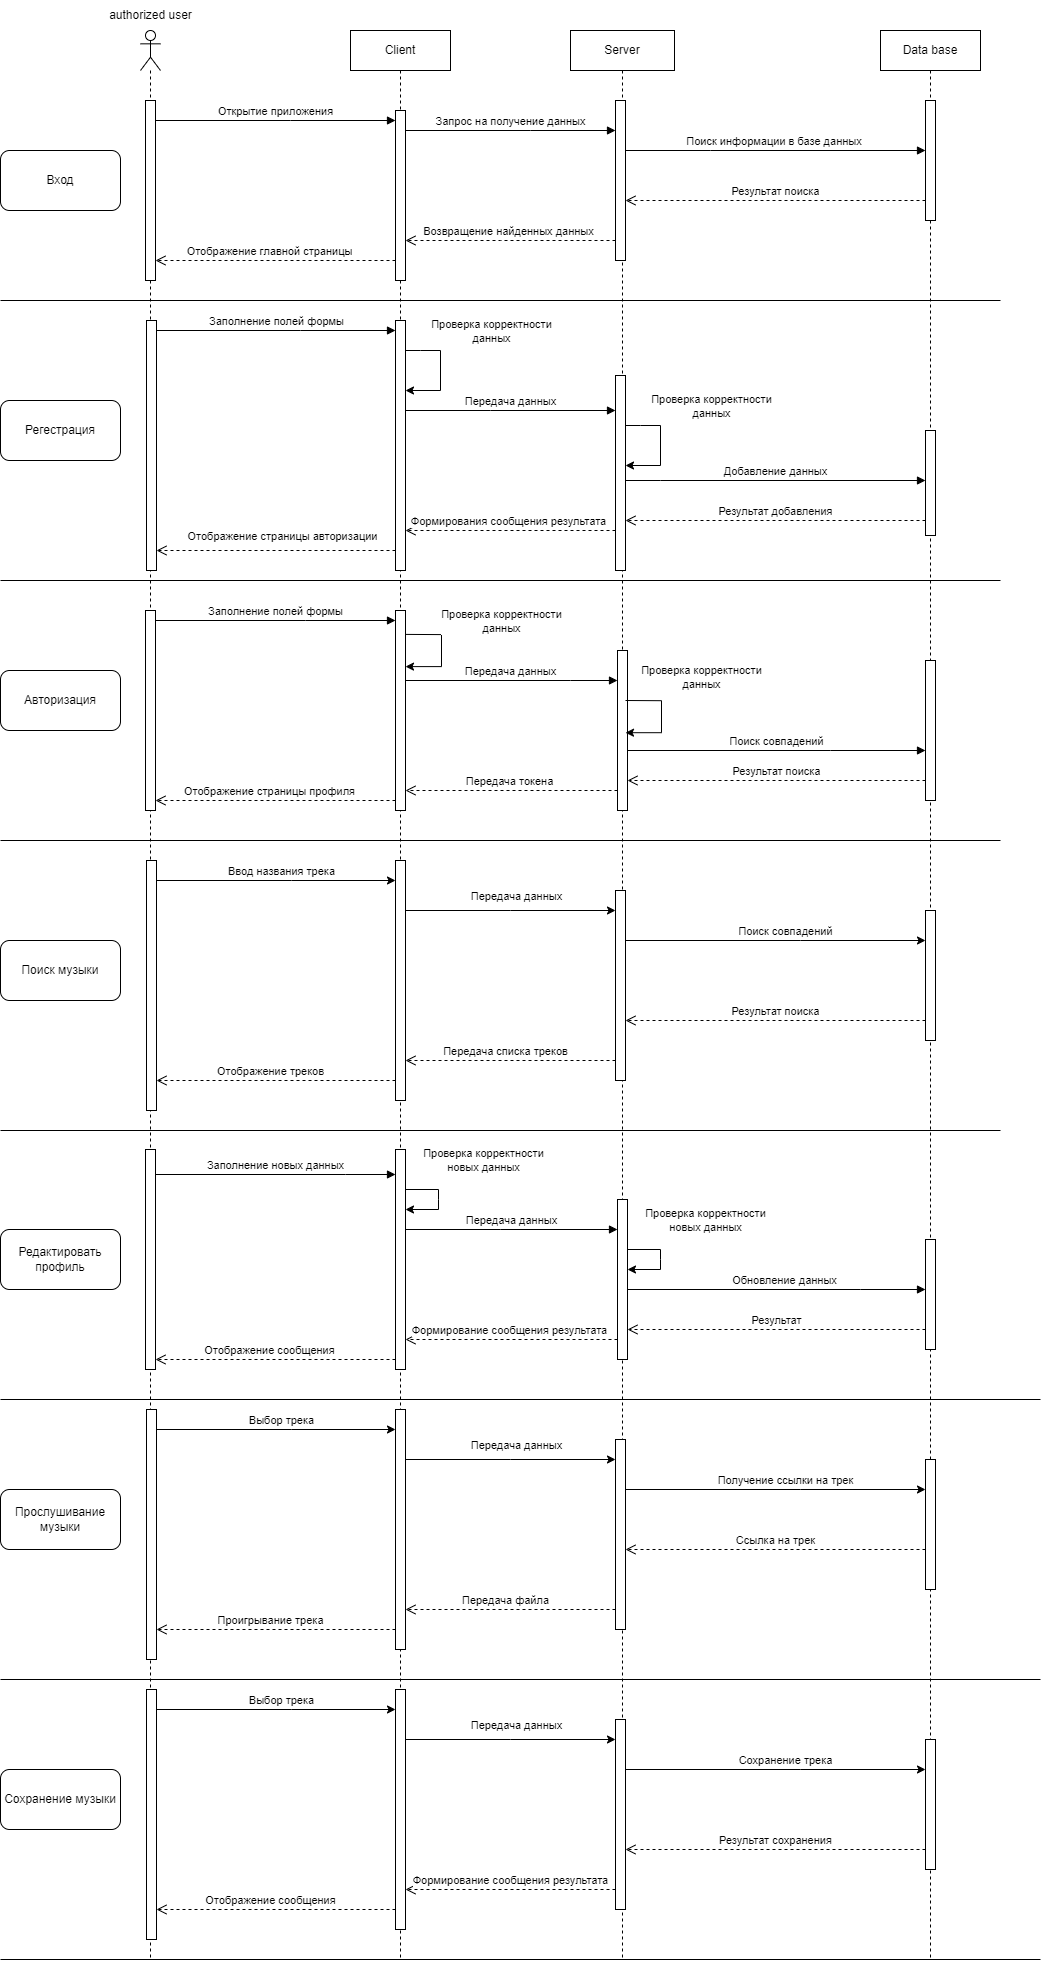 authorized user
Client
Server
Data base
Открытие приложения
Запрос на получение данных
Поиск информации в базе данных
Вход
Результат поиска
Возвращение найденных данных
Отображение главной страницы
Заполнение полей формы
Проверка корректности
данных
Передача данных
Проверка корректности
данных
Регестрация
Добавление данных
Результат добавления
Формирования сообщения результата
Отображение страницы авторизации
Заполнение полей формы
Проверка корректности
данных
Передача данных
Проверка корректности
данных
Авторизация
Поиск совпадений
Результат поиска
Передача токена
Отображение страницы профиля
Ввод названия трека
Передача данных
Поиск совпадений
Поиск музыки
Результат поиска
Передача списка треков
Отображение треков
Заполнение новых данных
Проверка корректности
новых данных
Передача данных
Проверка корректности
новых данных
Редактировать
профиль
Обновление данных
Результат
Формирование сообщения результата
Отображение сообщения
Выбор трека
Передача данных
Получение ссылки на трек
Прослушивание
музыки
Ссылка на трек
Передача файла
Проигрывание трека
Выбор трека
Передача данных
Сохранение трека
Сохранение музыки
Результат сохранения
Формирование сообщения результата
Отображение сообщения